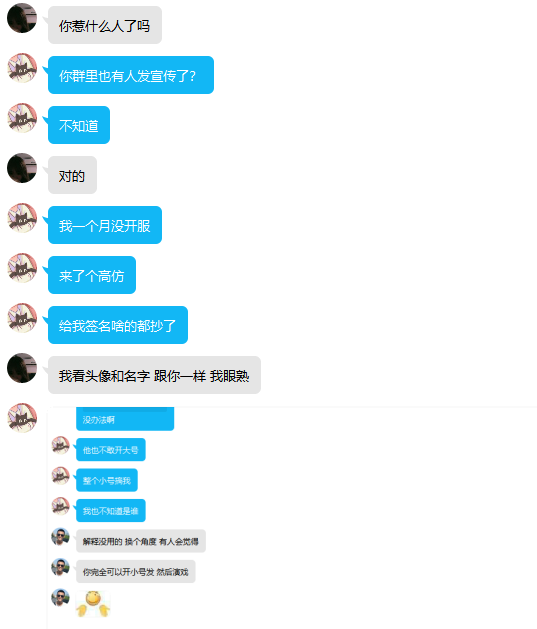 你惹什么人了吗
你群里也有人发宣传了？
不知道
对的
我一个月没开服
来了个高仿
给我签名啥的都抄了
我看头像和名字 跟你一样 我眼熟
没办法啊
他也不敢开大号
整个小号搞我
我也不知道是谁
解释没用的 换个角度 有人会觉得
你完全可以开小号发 然后演戏